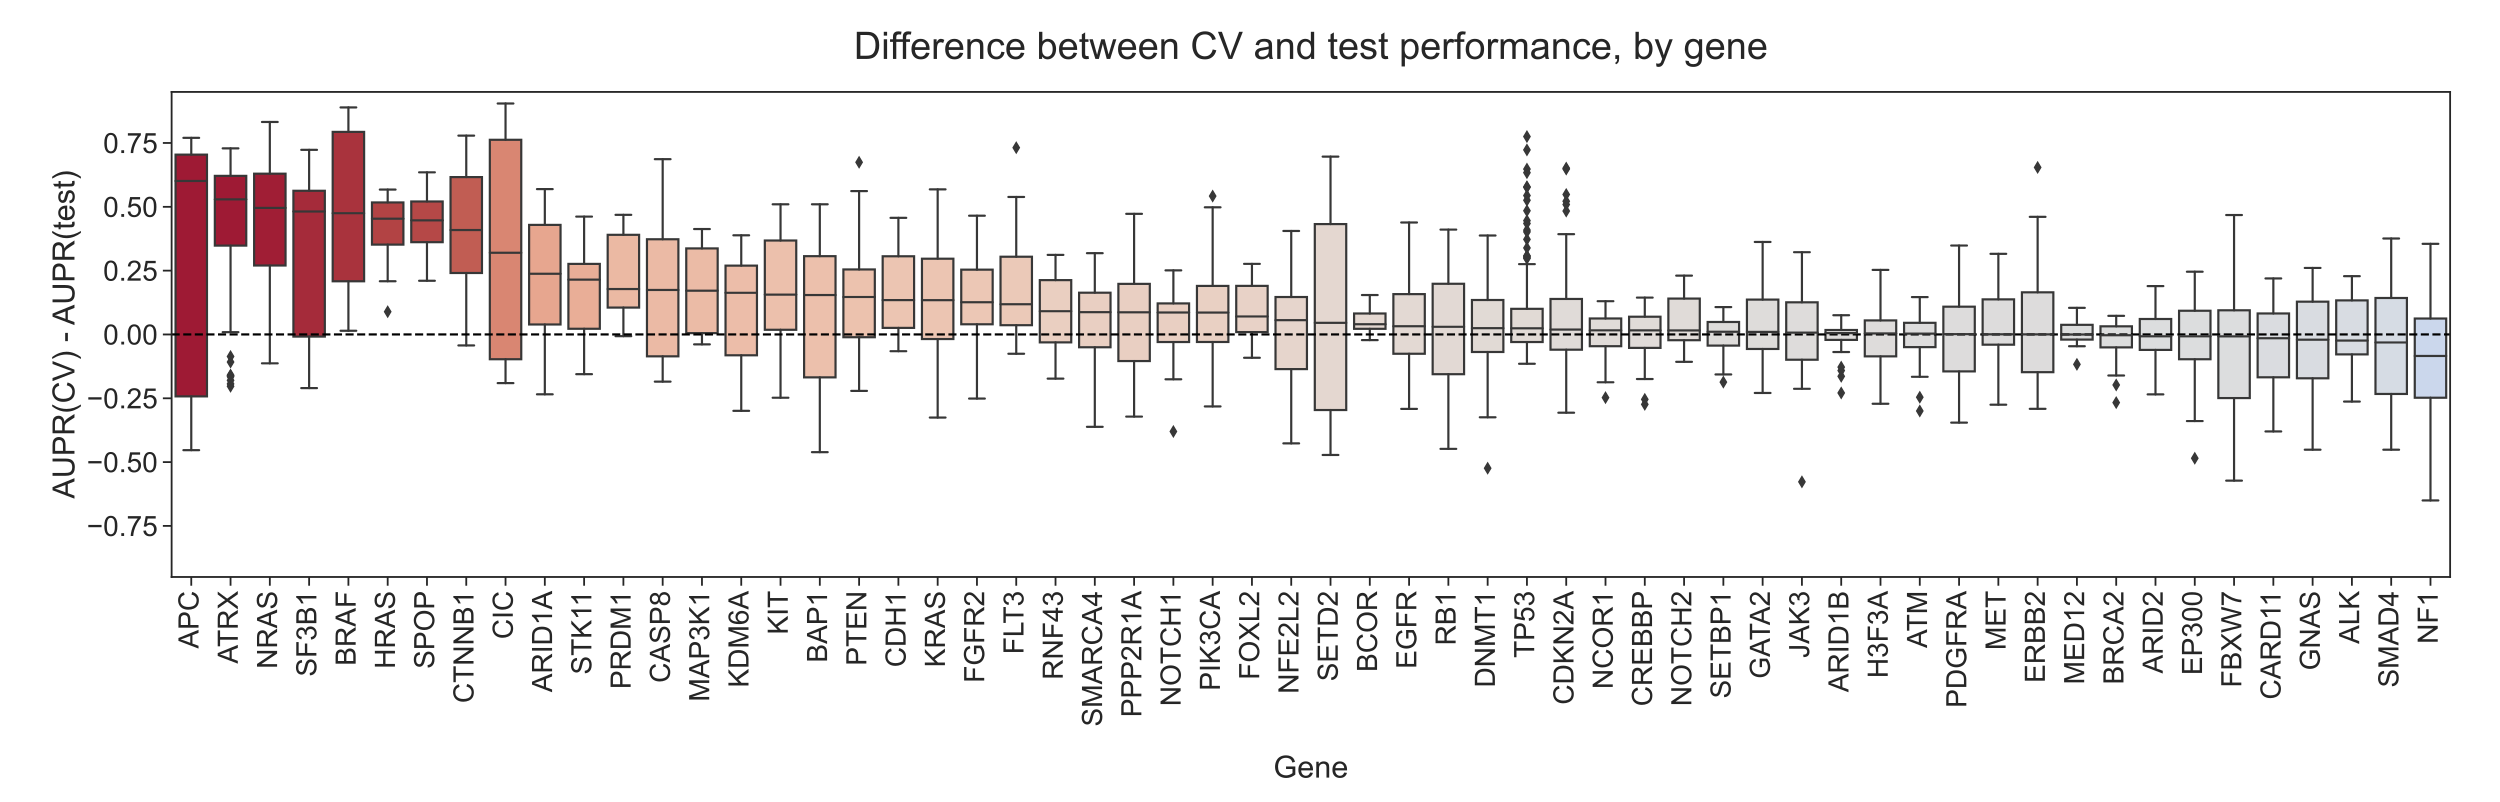 Difference between CV and test performance, by gene
AUPR(CV) - AUPR(test)
0.75
0.50
0.25
0.00
−0.25
−0.50
−0.75
APC
ATRX
NRAS
SF3B1
BRAF
HRAS
SPOP
CTNNB1
CIC
ARID1A
STK11
PRDM1
CASP8
MAP3K1
KDM6A
KIT
BAP1
PTEN
CDH1
KRAS
FGFR2
FLT3
RNF43
SMARCA4
PPP2R1A
NOTCH1
PIK3CA
FOXL2
NFE2L2
SETD2
BCOR
EGFR
RB1
DNMT1
TP53
CDKN2A
NCOR1
CREBBP
NOTCH2
SETBP1
GATA2
JAK3
ARID1B
H3F3A
ATM
PDGFRA
MET
ERBB2
MED12
BRCA2
ARID2
EP300
FBXW7
CARD11
GNAS
ALK
SMAD4
NF1
Gene